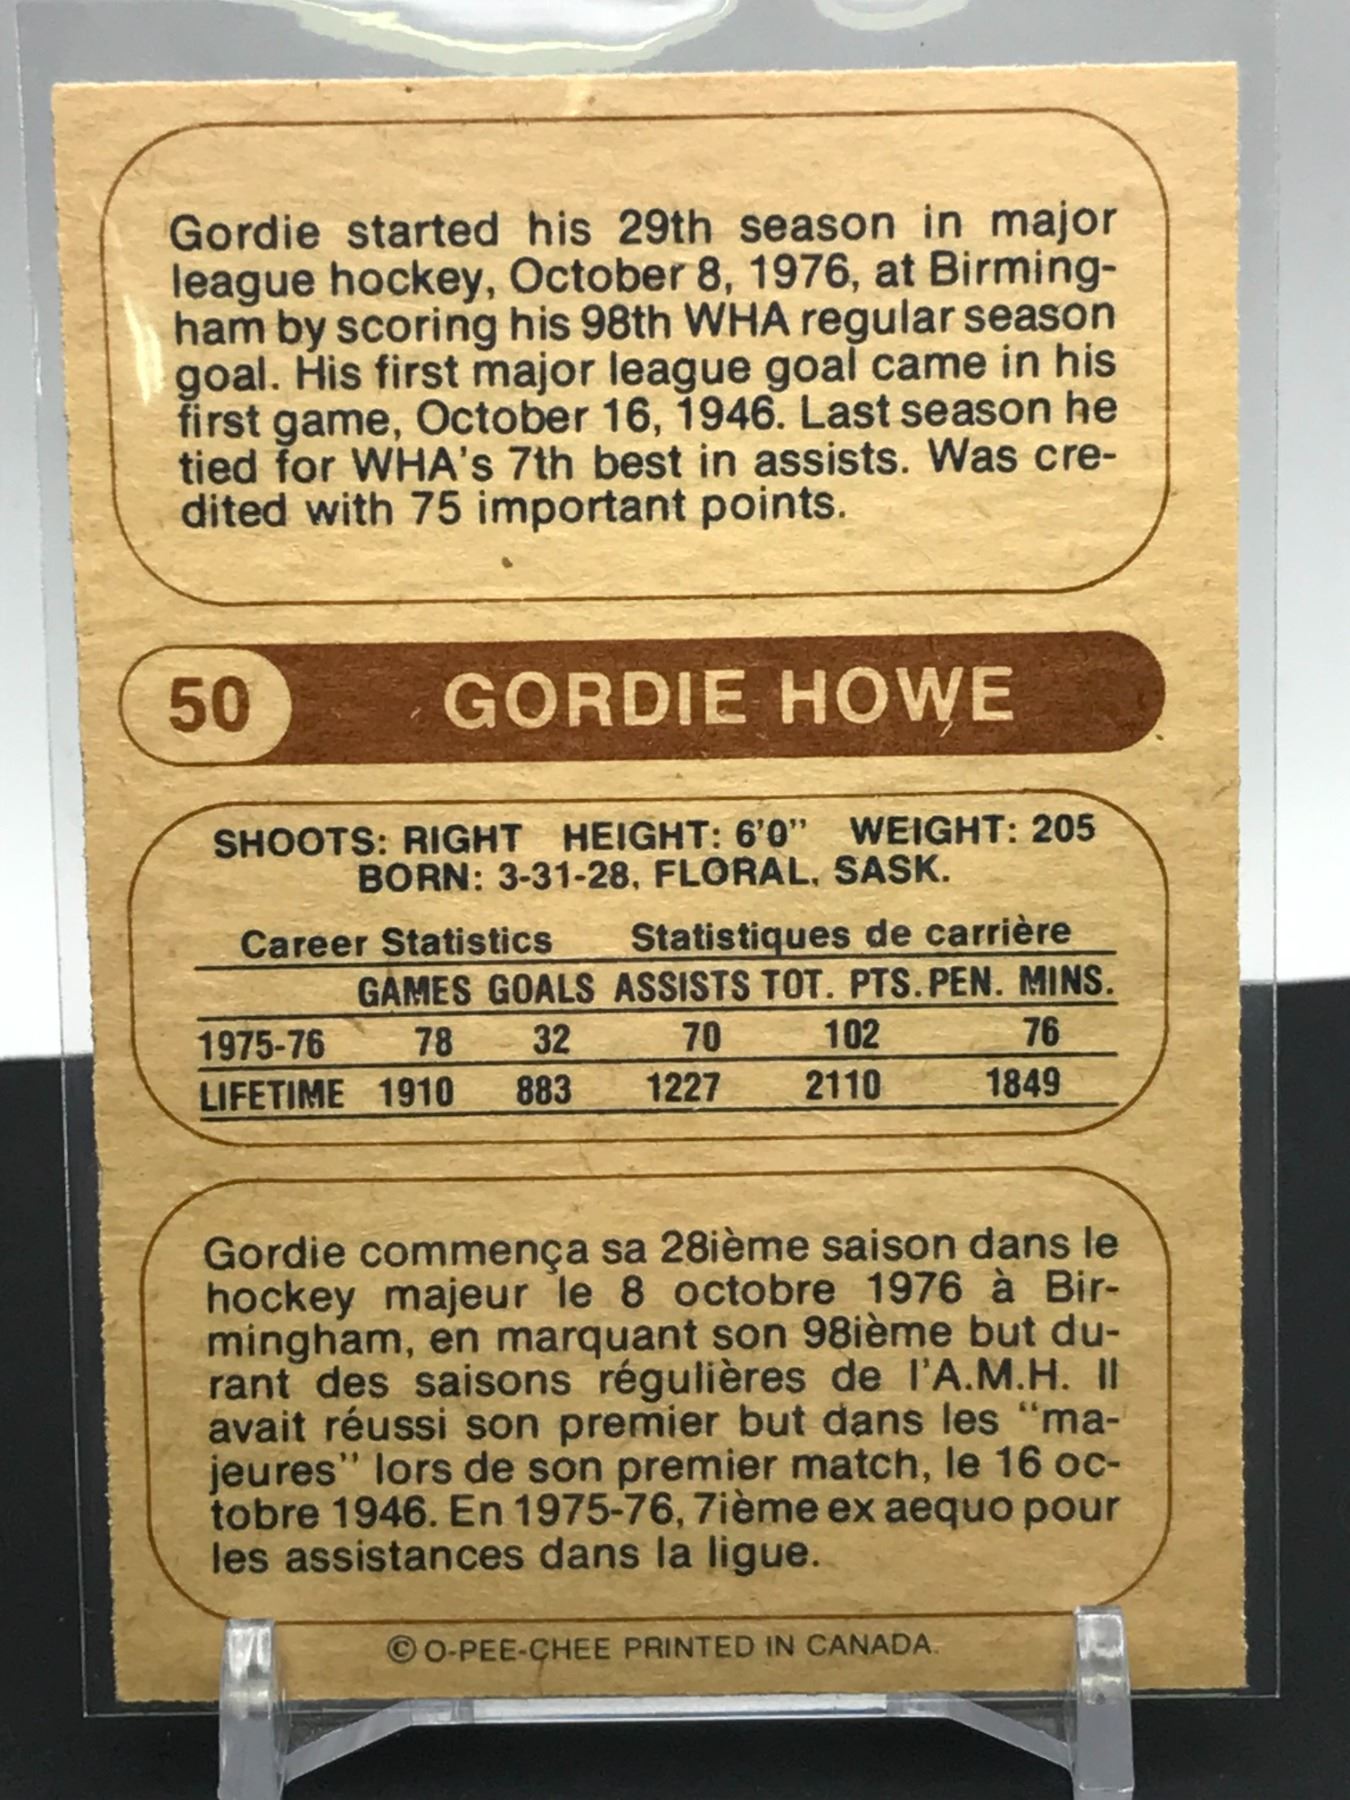 Gordie started his 29th season in major
league hockey, October 8, 1976, at Birming-
ham by scoring his 98th WHA regular season
goal. His first major league goal came in his
first game, October 16, 1946. Last season he
tied for WHA's 7th best in assists. Was cre-
dited with 75 important points.
50 GORDIE HOWE
SHOOTS: RIGHT HEIGHT: 6'0" WEIGHT: 205
BORN: 3-31-28, FLORAL, SASK.
Career Statistics Statistiques de carrière
GAMES GOALS ASSISTS TOT. PTS. PEN. MINS.
1975-76 78 32 70 102 76
LIFETIME 1910 883 1227 2110 1849
Gordie commença sa 28ième saison dans le
hockey majeur le 8 octobre 1976 à Bir-
mingham, en marquant son 98ième but du-
rant des saisons régulières de l'A.M.H. Il
avait réussi son premier but dans les "ma-
jeures" lors de son premier match, le 16 oc-
tobre 1946. En 1975-76, 7ième ex aequo pour
les assistances dans la ligue.
© O-PEE-CHEE PRINTED IN CANADA.